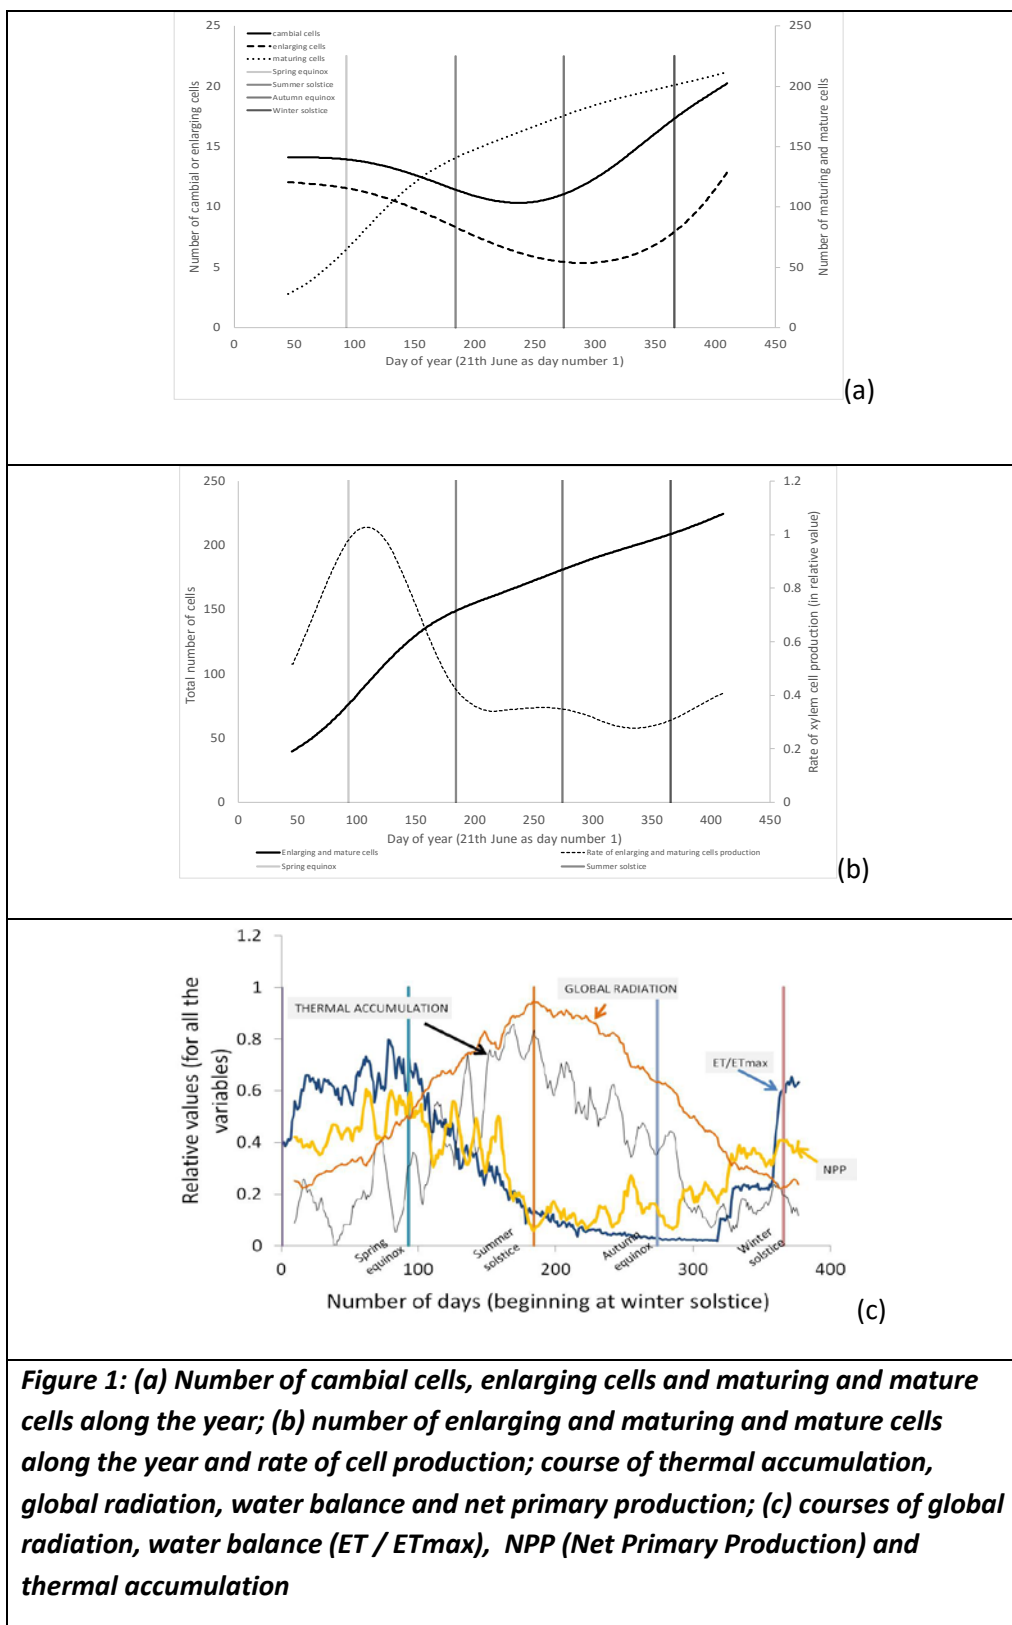 25
20
15
10
5
0
250
200
150
100
50
0
cambial cells
enlarging cells
maturing cells
Spring equinox
Summer solstice
Autumn equinox
Winter solstice
Number of cambial or enlarging cells
Number of maturing and mature cells
0 50 100 150 200 250 300 350 400 450
Day of year (21th June as day number 1)
(a)
250
200
150
100
50
0
1.2
1
0.8
0.6
0.4
0.2
0
Total number of cells
Rate of xylem cell production (in relative value)
0 50 100 150 200 250 300 350 400 450
Day of year (21th June as day number 1)
Enlarging and mature cells
Rate of enlarging and maturing cells production
Spring equinox
Summer solstice
(b)
1.2
1
0.8
0.6
0.4
0.2
0
Relative values (for all the
variables)
THERMAL ACCUMULATION
GLOBAL RADIATION
ET/ETmax
NPP
Spring
equinox
Summer
solstice
Autumn
equinox
Winter
solstice
0 100 200 300 400
Number of days (beginning at winter solstice)
(c)
Figure 1: (a) Number of cambial cells, enlarging cells and maturing and mature
cells along the year; (b) number of enlarging and maturing and mature cells
along the year and rate of cell production; course of thermal accumulation,
global radiation, water balance and net primary production; (c) courses of global
radiation, water balance (ET / ETmax), NPP (Net Primary Production) and
thermal accumulation